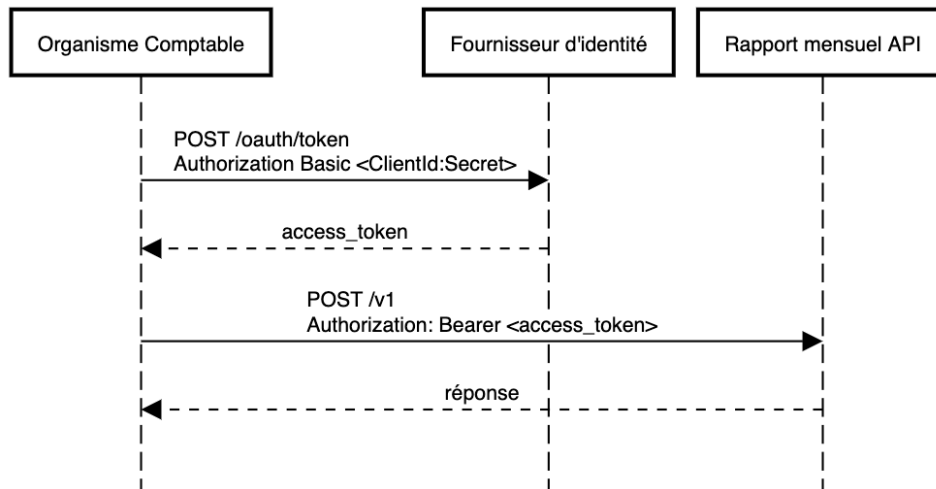 Organisme Comptable
Fournisseur d'identité
Rapport mensuel API
POST /oauth/token
Authorization Basic <ClientId:Secret>
access_token
POST /v1
Authorization: Bearer <access_token>
réponse